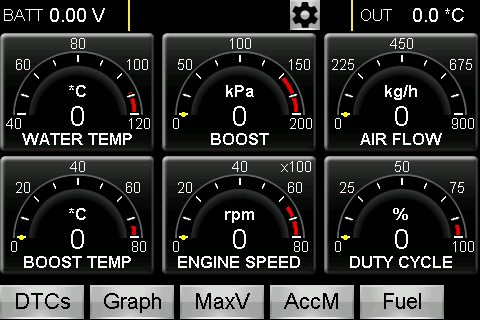 BATT 0.00 V OUT 0.0 °C
80 100 450
60 100 50 150 225 675
*C kPa kg/h
0 0 0
40 120 0 200 0 900
WATER TEMP BOOST AIR FLOW
40 40 x100 50
20 60 20 60 25 75
*C rpm %
0 0 0
0 80 0 80 0 100
BOOST TEMP ENGINE SPEED DUTY CYCLE
DTCs Graph MaxV AccM Fuel